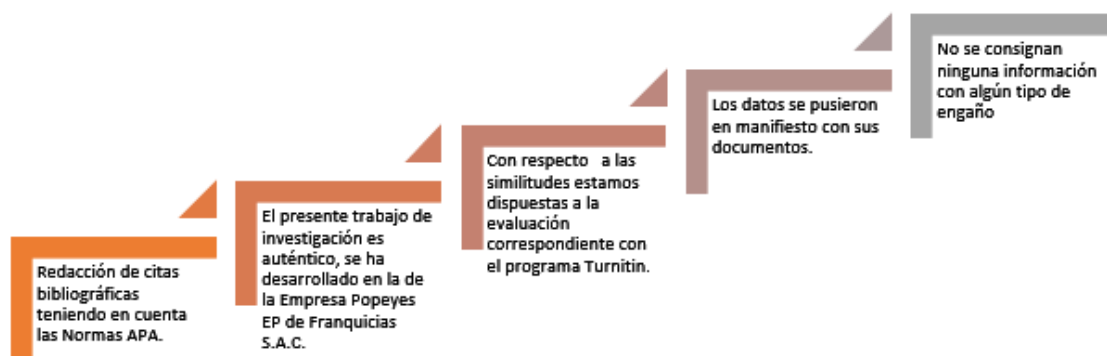 Redacción de citas
bibliográficas
teniendo en cuenta
las Normas APA.
El presente trabajo de
investigación es
auténtico, se ha
desarrollado en la de
la Empresa Popeyes
EP de Franquicias
S.A.C.
Con respecto   a las
similitudes estamos
dispuestas a la
evaluación
correspondiente con
el programa Turnitin.
Los datos se pusieron
en manifiesto con sus
documentos.
No se consignan
ninguna información
con algún tipo de
engaño